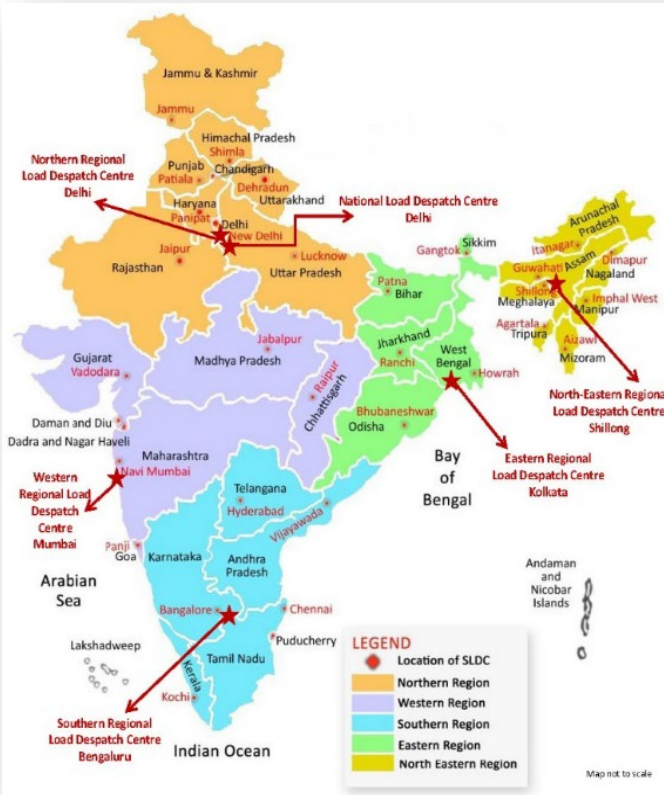 Jammu & Kashmir
Jammu
Himachal Pradesh
Shimla
Northern Regional
Load Despatch Centre
Delhi
Punjab
Patiala
Chandigarh
Dehradun
Uttarakhand
Haryana
Panipat
Delhi
New Delhi
National Load Despatch Centre
Delhi
Jaipur
Rajasthan
Lucknow
Uttar Pradesh
Sikkim
Gangtok
Patna
Bihar
Arunachal
Pradesh
Itanagar
Assam
Dimapur
Nagaland
Guwahati
Shillong
Meghalaya
Imphal West
Manipur
Agartala
Tripura
Aizawl
Mizoram
Gujarat
Vadodara
Jabalpur
Madhya Pradesh
Raipur
Chhattisgarh
Jharkhand
Ranchi
West
Bengal
Howrah
North-Eastern Regional
Load Despatch Centre
Shillong
Daman and Diu
Dadra and Nagar Haveli
Maharashtra
Navi Mumbai
Bhubaneshwar
Odisha
Eastern Regional
Load Despatch Centre
Kolkata
Western
Regional Load
Despatch
Centre
Mumbai
Bay
of
Bengal
Telangana
Hyderabad
Vijayawada
Panji
Goa
Karnataka
Andhra
Pradesh
Arabian
Sea
Andaman
and
Nicobar
Islands
Bangalore
Chennai
Puducherry
Lakshadweep
Tamil Nadu
Kerala
Kochi
Southern Regional
Load Despatch Centre
Bengaluru
Indian Ocean
LEGEND
Location of SLDC
Northern Region
Western Region
Southern Region
Eastern Region
North Eastern Region
Map not to scale